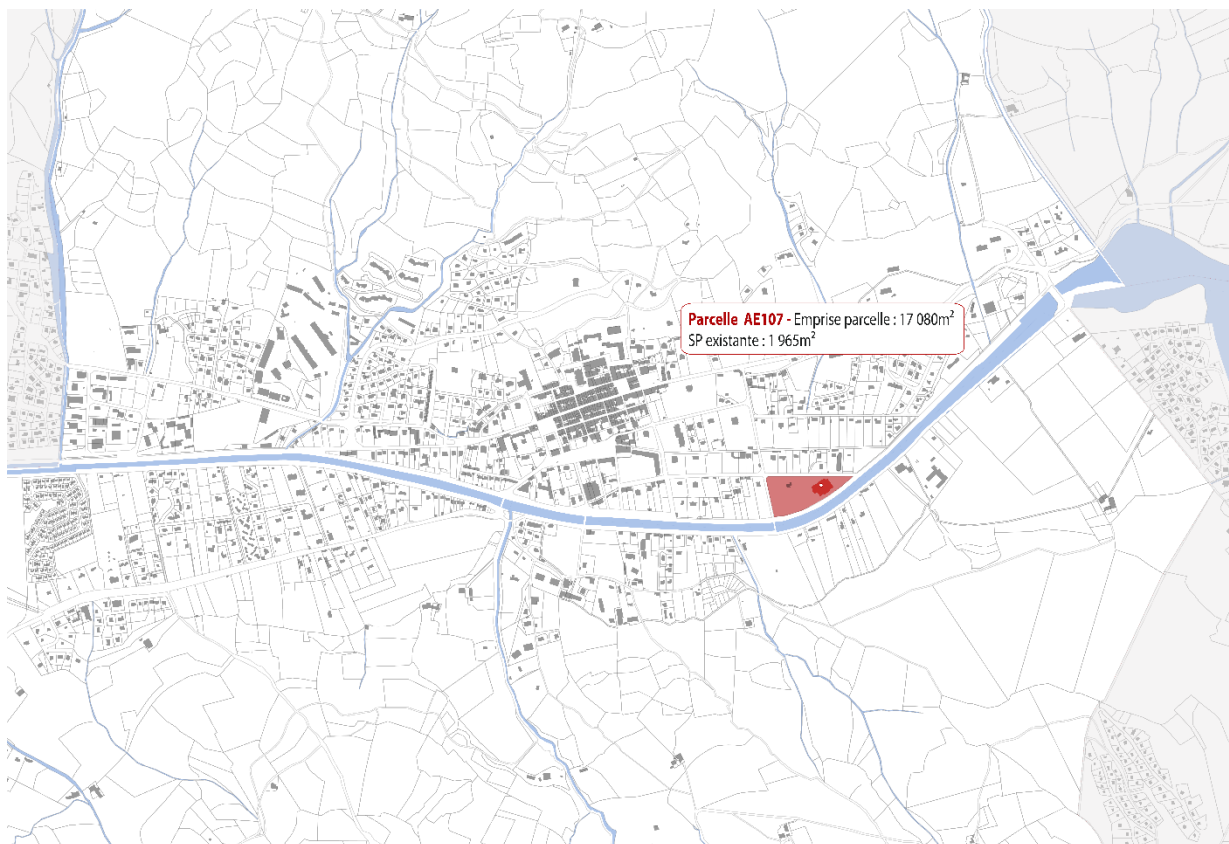 Parcelle AE107 - Emprise parcelle : 17 080m²
SP existante : 1 965m²